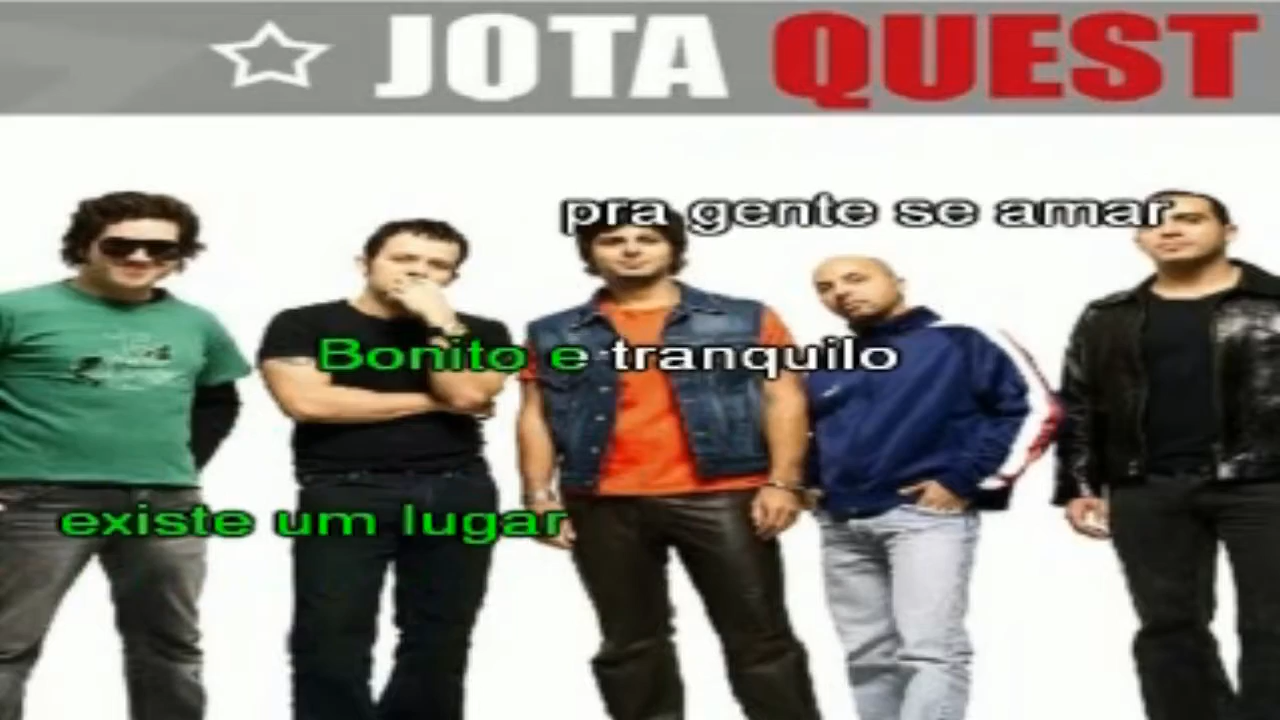 JOTA QUEST
pra gente se amar
Bonito e tranquilo
existe um lugar